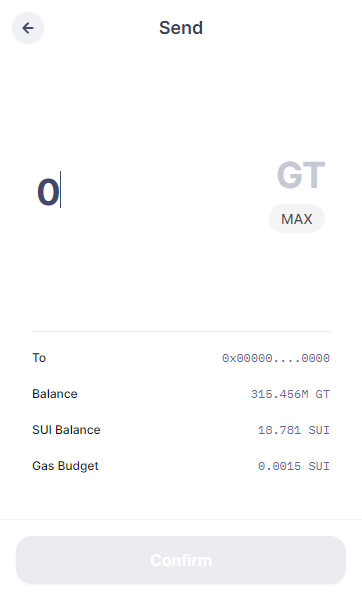 Send
0
GT
MAX
To 0x00000....0000
Balance 315.456M GT
SUI Balance 18.781 SUI
Gas Budget 0.0015 SUI
Confirm